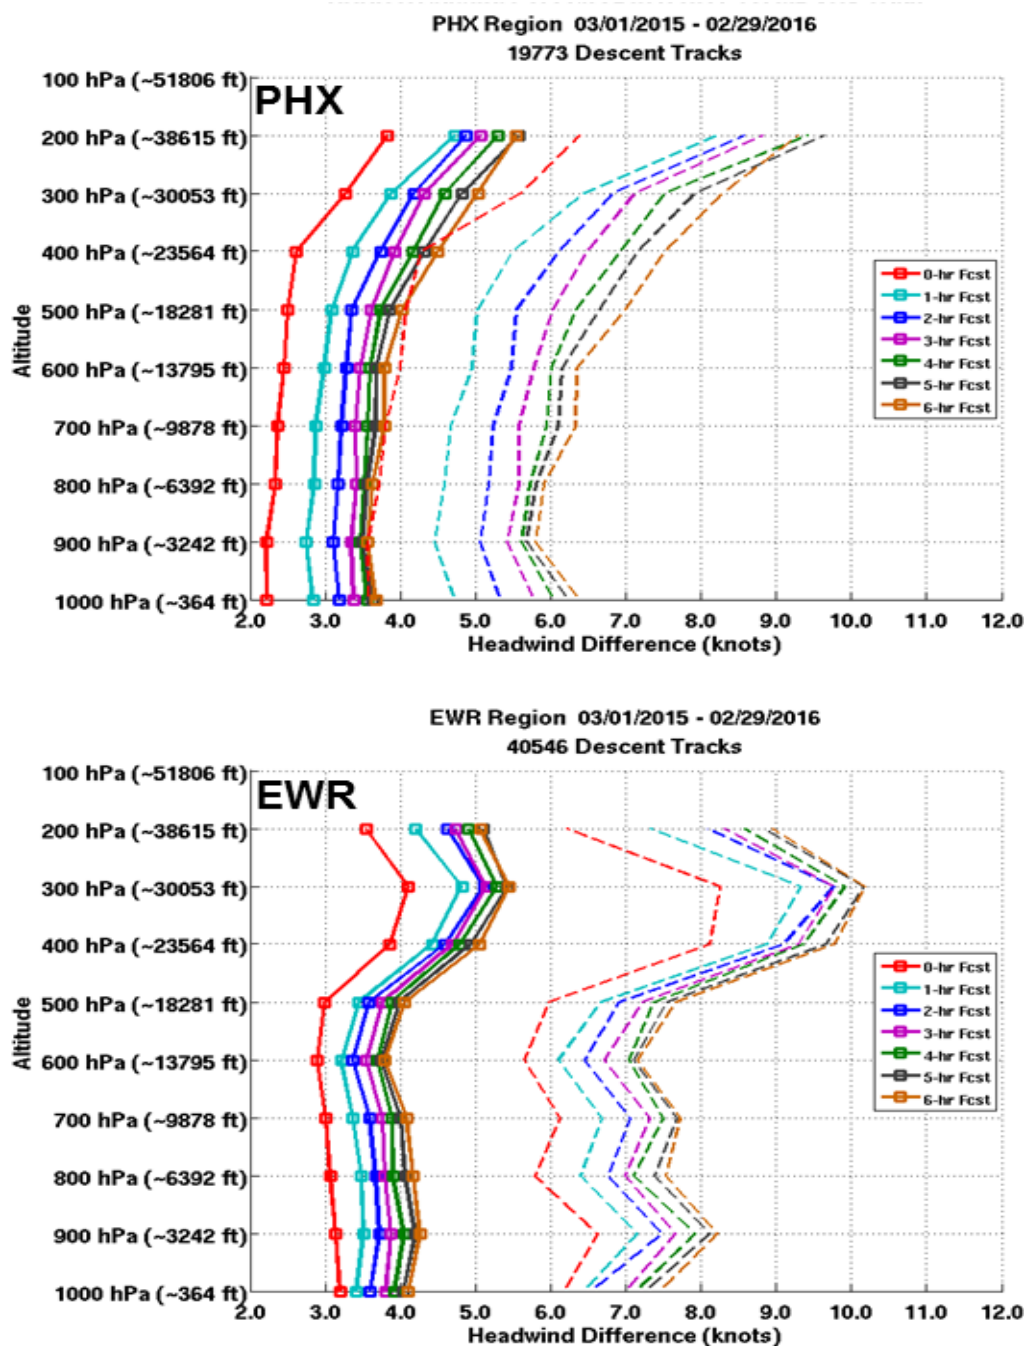 PHX Region 03/01/2015 - 02/29/2016
19773 Descent Tracks
PHX
Altitude
100 hPa (~51806 ft)
200 hPa (~38615 ft)
300 hPa (~30053 ft)
400 hPa (~23564 ft)
500 hPa (~18281 ft)
600 hPa (~13795 ft)
700 hPa (~9878 ft)
800 hPa (~6392 ft)
900 hPa (~3242 ft)
1000 hPa (~364 ft)
0-hr Fcst
1-hr Fcst
2-hr Fcst
3-hr Fcst
4-hr Fcst
5-hr Fcst
6-hr Fcst
2.0 3.0 4.0 5.0 6.0 7.0 8.0 9.0 10.0 11.0 12.0
Headwind Difference (knots)
EWR Region 03/01/2015 - 02/29/2016
40546 Descent Tracks
EWR
Altitude
100 hPa (~51806 ft)
200 hPa (~38615 ft)
300 hPa (~30053 ft)
400 hPa (~23564 ft)
500 hPa (~18281 ft)
600 hPa (~13795 ft)
700 hPa (~9878 ft)
800 hPa (~6392 ft)
900 hPa (~3242 ft)
1000 hPa (~364 ft)
0-hr Fcst
1-hr Fcst
2-hr Fcst
3-hr Fcst
4-hr Fcst
5-hr Fcst
6-hr Fcst
2.0 3.0 4.0 5.0 6.0 7.0 8.0 9.0 10.0 11.0 12.0
Headwind Difference (knots)